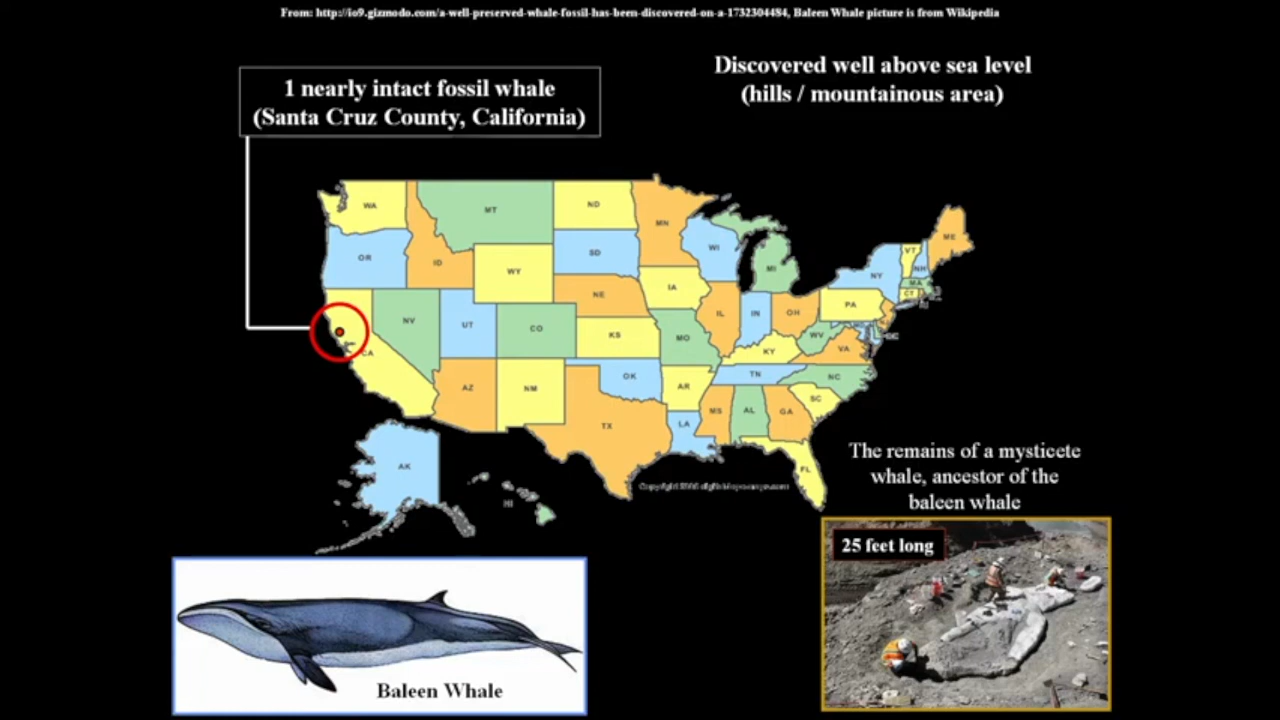 From: http://io9.gizmodo.com/a-well-preserved-whale-fossil-has-been-discovered-on-a-1732304484, Baleen Whale picture is from Wikipedia
1 nearly intact fossil whale
(Santa Cruz County, California)
Discovered well above sea level
(hills / mountainous area)
WA
MT
ND
MN
ME
OR
ID
WY
SD
WI
MI
NY
VT
NH
MA
CT
NV
UT
CO
NE
IA
IL
IN
OH
PA
CA
KS
MO
KY
WV
VA
AZ
NM
OK
AR
TN
NC
SC
TX
LA
MS
AL
GA
FL
AK
HI
The remains of a mysticete
whale, ancestor of the
baleen whale
25 feet long
Baleen Whale